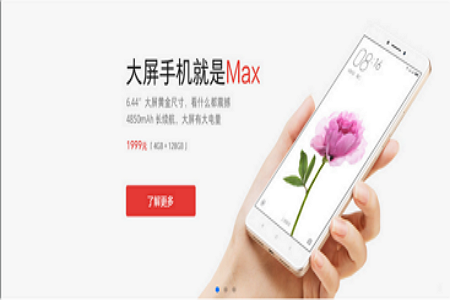 大屏手机就是Max
6.44" 大屏黄金尺寸,看什么都震撼
4850mAh 长续航,大屏有大电量
1999元 ( 4GB+128GB )
了解更多
08:16